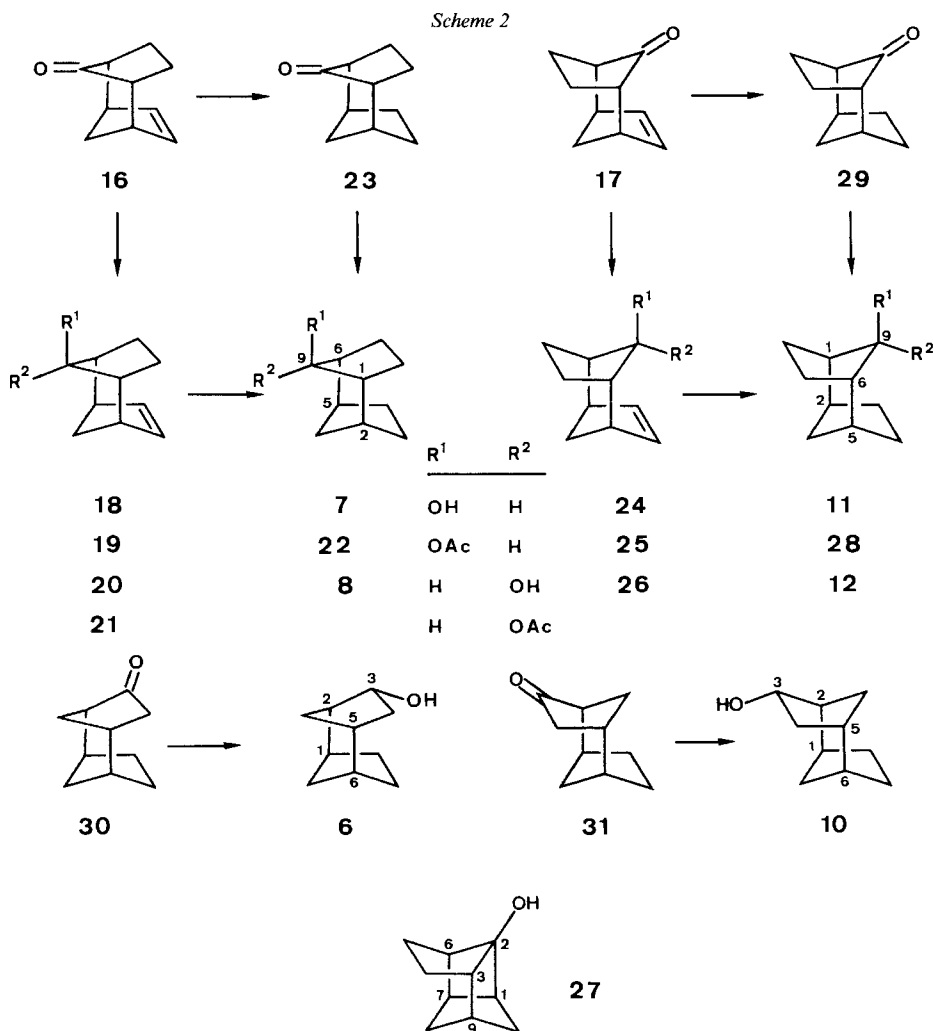 Scheme 2
O O O O
16 23 17 29
R¹ R¹ R¹ R¹
R² R² 9 6 1 5 2 R² 1 9 R² 6 2 5
R¹ R²
18 7 OH H 24 11
19 22 OAc H 25 28
20 8 H OH 26 12
21 H OAc
O 3 OH 2 5 1 6 O 3 HO 2 5 1 6
30 6 31 10
OH
6 2 3 7 1 9 27